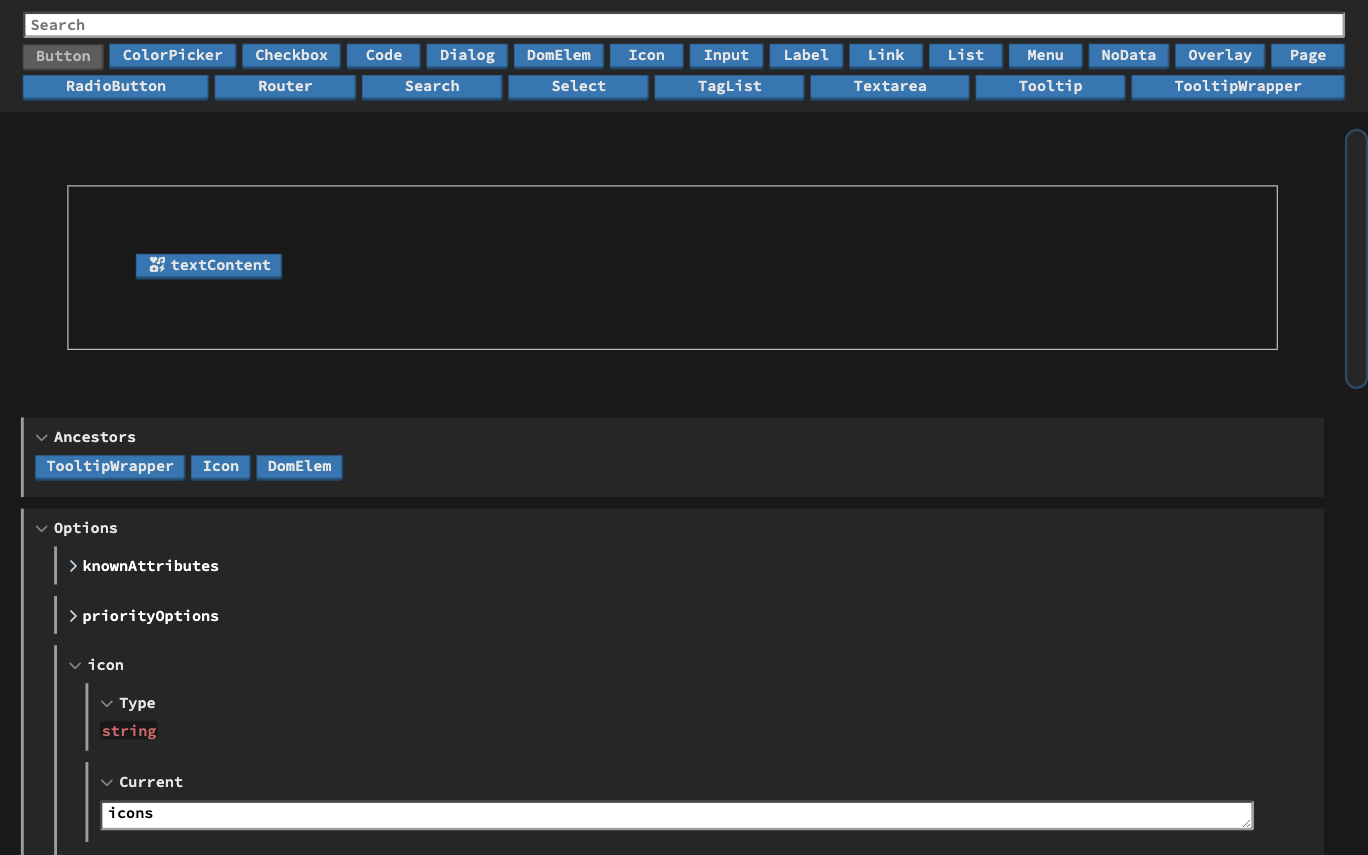 Search
Button ColorPicker Checkbox Code Dialog DomElem Icon Input Label Link List Menu NoData Overlay Page
RadioButton Router Search Select TagList Textarea Tooltip TooltipWrapper
textContent
Ancestors
TooltipWrapper Icon DomElem
Options
knownAttributes
priorityOptions
icon
Type
string
Current
icons